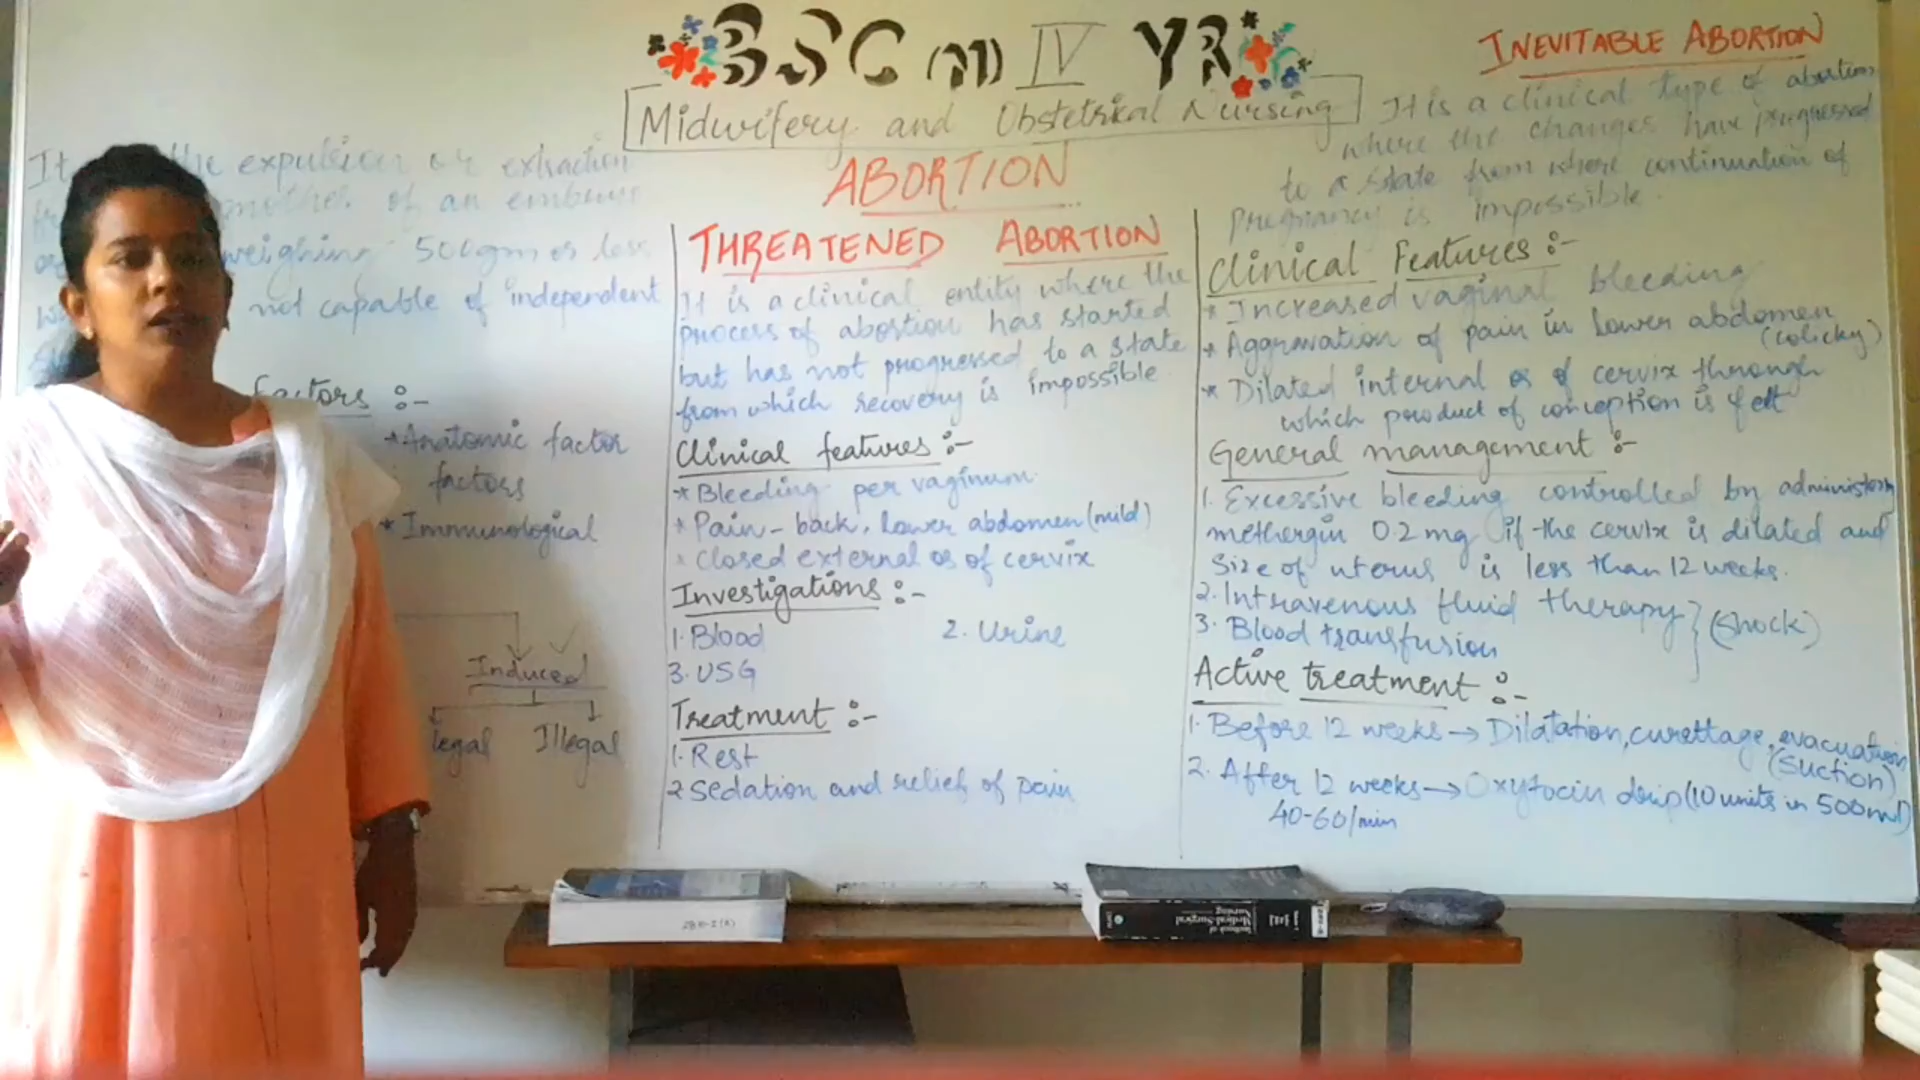 BSC (N) IV YR
Midwifery and Obstetrical Nursing
ABORTION
It the expulsion or extraction
mother of an embryo
weighing 500gm or less
not capable of independent
Factors :-
*Anatomic factor
factors
* Immunological
Induced
legal Illegal
THREATENED ABORTION
It is a clinical entity where the
process of abortion has started
but has not progressed to a state
from which recovery is impossible.
Clinical features :-
* Bleeding per vaginum.
* Pain - back, lower abdomen (mild)
* Closed external os of cervix
Investigations :-
1. Blood 2. Urine
3. USG
Treatment :-
1. Rest
2 Sedation and relief of pain
INEVITABLE ABORTION
It is a clinical type of abortion
where the changes have progressed
to a state from where continuation of
pregnancy is impossible.
Clinical Features :-
* Increased vaginal bleeding
* Aggravation of pain in lower abdomen
(colicky)
* Dilated internal os of cervix through
which product of conception is felt
General management :-
1. Excessive bleeding controlled by
methergin 0.2 mg if the cervix is dilated and
Size of uterus is less than 12 weeks.
2. Intravenous fluid therapy
3. Blood transfusion } (shock)
Active treatment :-
1. Before 12 weeks → Dilatation, curettage, evacuation
(suction)
2. After 12 weeks → Oxytocin drip (10 units in 500ml)
40-60/min
Textbook of
Medical-Surgical
Nursing